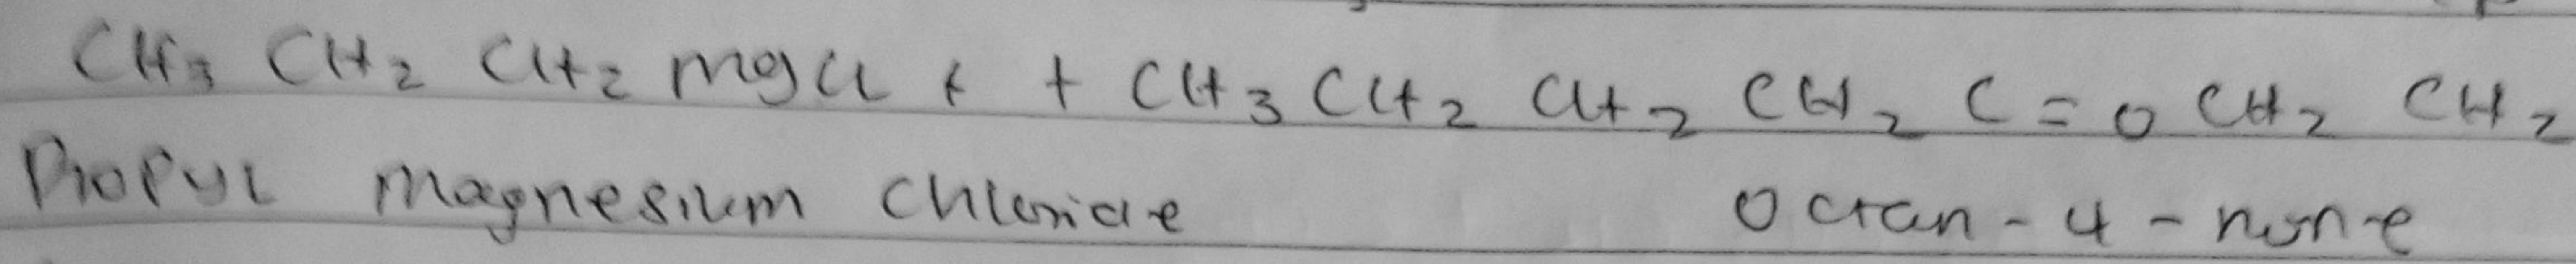 CH3 CH2 CH2 mgcl + + CH3 CH2 CH2 CH2 C=O CH2 CH2
Propyl magnesium chloride Octan-4-none